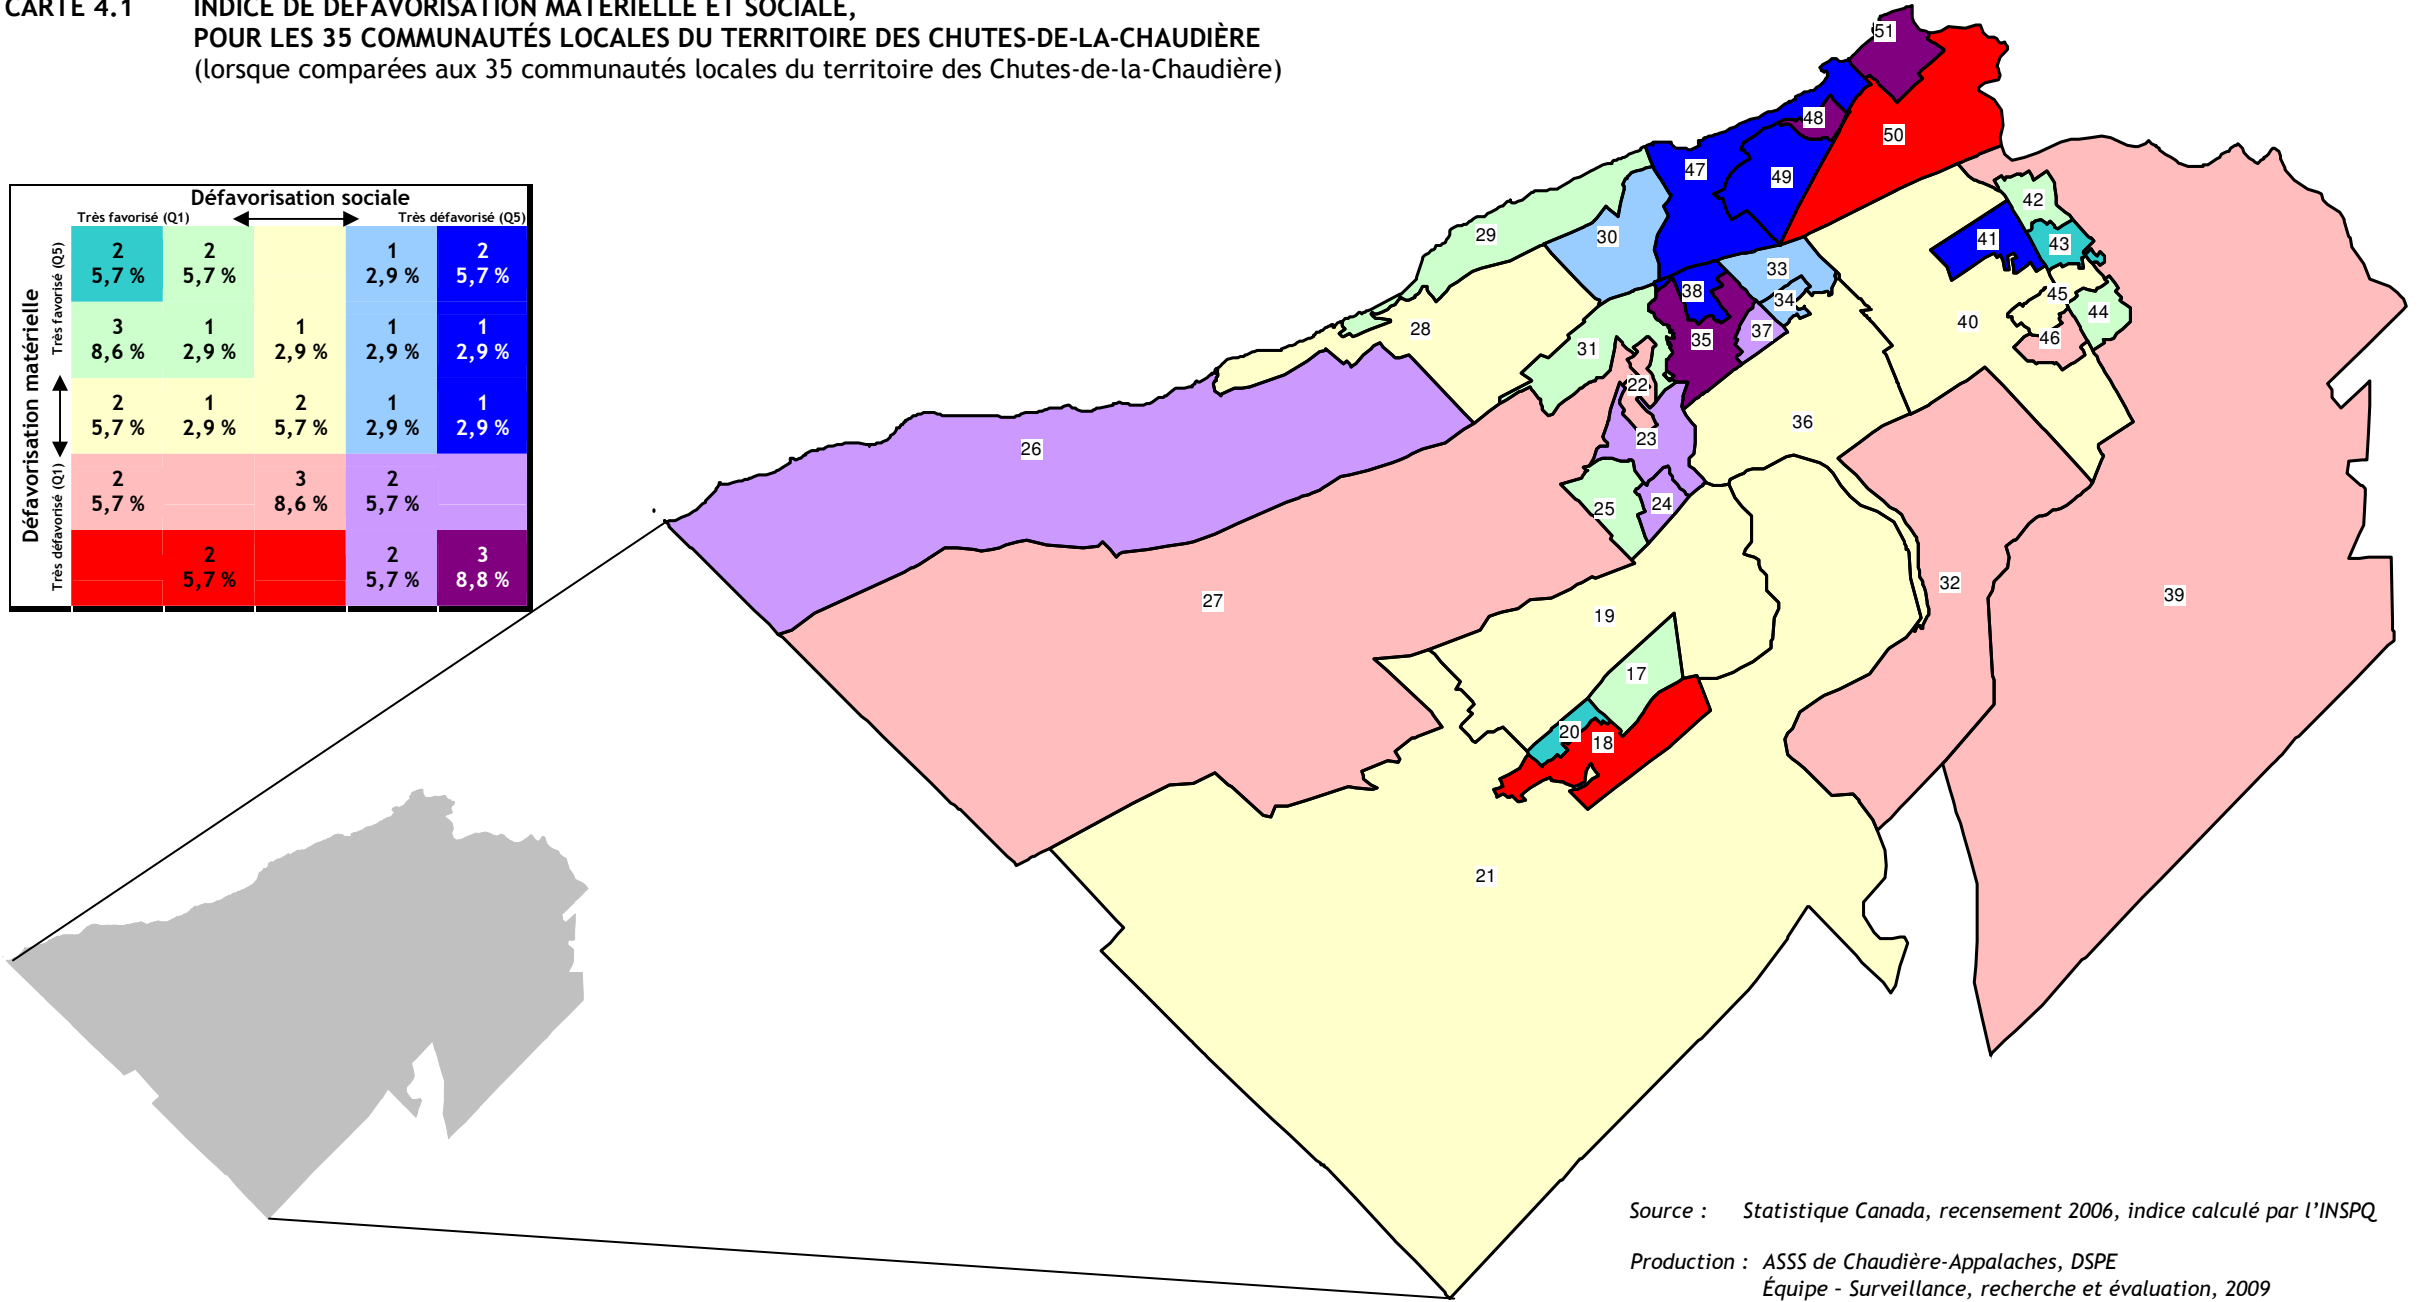 CARTE 4.1 INDICE DE DÉFAVORISATION MATÉRIELLE ET SOCIALE,
POUR LES 35 COMMUNAUTÉS LOCALES DU TERRITOIRE DES CHUTES-DE-LA-CHAUDIÈRE
(lorsque comparées aux 35 communautés locales du territoire des Chutes-de-la-Chaudière)
Défavorisation sociale
Très favorisé (Q1) Très défavorisé (Q5)
Défavorisation matérielle
Très défavorisé (Q1) Très favorisé (Q5)
2 2 1 2
5,7 % 5,7 % 2,9 % 5,7 %
3 1 1 1 1
8,6 % 2,9 % 2,9 % 2,9 % 2,9 %
2 1 2 1 1
5,7 % 2,9 % 5,7 % 2,9 % 2,9 %
2 3 2
5,7 % 8,6 % 5,7 %
2 2 3
5,7 % 5,7 % 8,8 %
51
48
50
47
49
42
29
30
41
43
33
38
34
45
44
28
37
40
35
46
31
22
36
23
26
24
25
32
39
27
19
17
20
18
21
Source : Statistique Canada, recensement 2006, indice calculé par l'INSPQ
Production : ASSS de Chaudière-Appalaches, DSPE
Équipe - Surveillance, recherche et évaluation, 2009